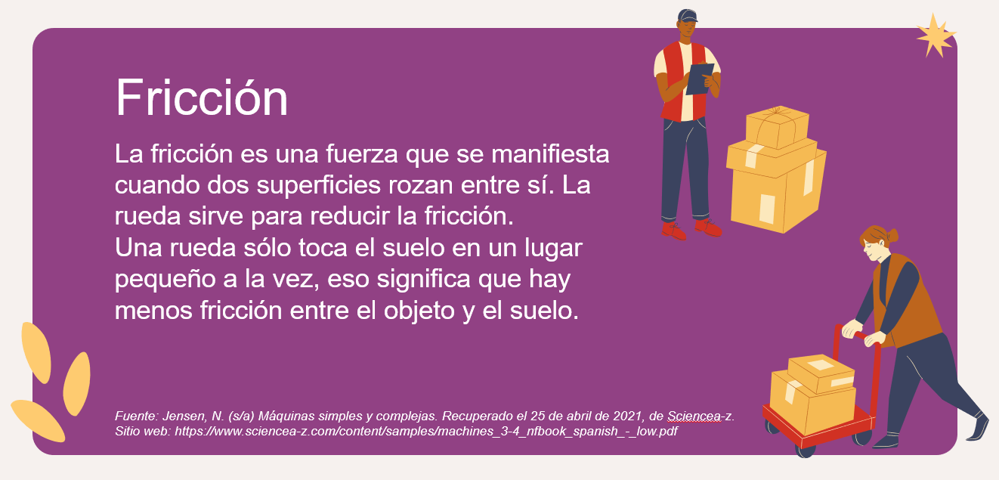 Fricción
La fricción es una fuerza que se manifiesta
cuando dos superficies rozan entre sí. La
rueda sirve para reducir la fricción.
Una rueda sólo toca el suelo en un lugar
pequeño a la vez, eso significa que hay
menos fricción entre el objeto y el suelo.
Fuente: Jensen, N. (s/a) Máquinas simples y complejas. Recuperado el 25 de abril de 2021, de Sciencea-z.
Sitio web: https://www.sciencea-z.com/content/samples/machines_3-4_nfbook_spanish_-_low.pdf